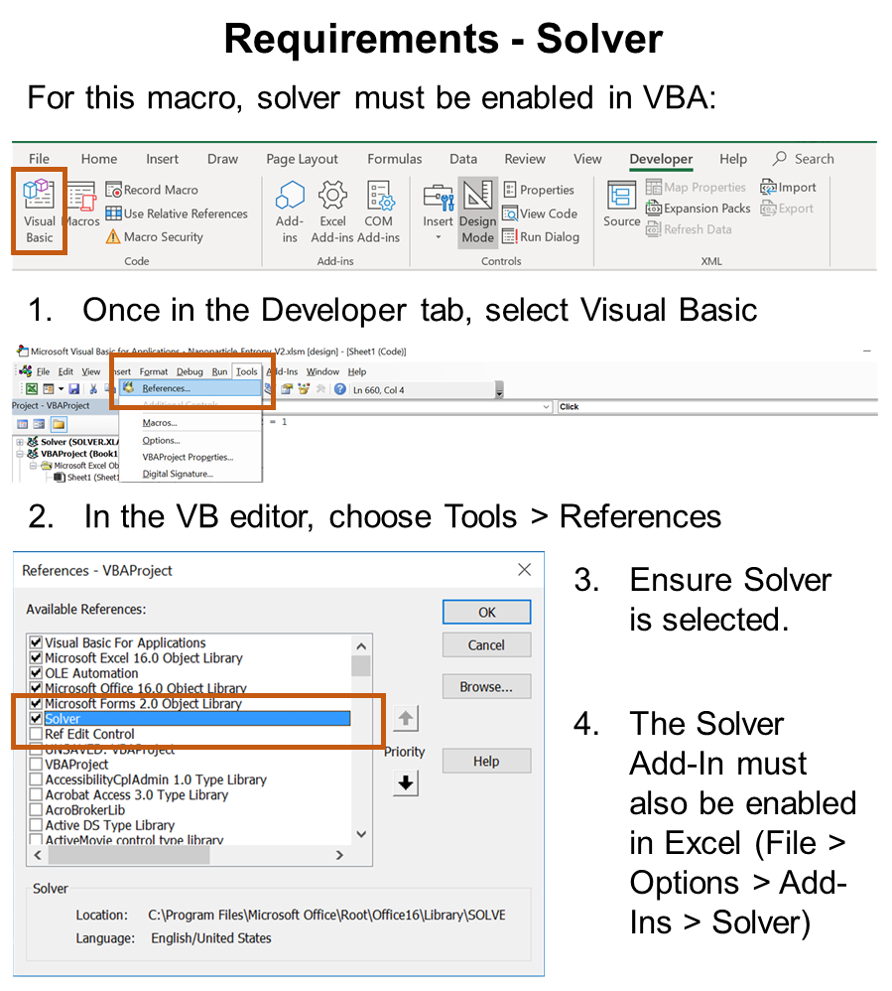 Requirements - Solver
For this macro, solver must be enabled in VBA:
File Home Insert Draw Page Layout Formulas Data Review View Developer Help Search
Visual Basic
Macros
Record Macro
Use Relative References
Macro Security
Code
Add-ins
Excel Add-ins
COM Add-ins
Add-ins
Insert
Design Mode
Properties
View Code
Run Dialog
Controls
Source
Map Properties
Expansion Packs
Refresh Data
Import
Export
XML
1. Once in the Developer tab, select Visual Basic
Microsoft Visual Basic for Applications - Nanoparticle Entropy V2.xlsm [design] - [Sheet1 (Code)]
File Edit View Insert Format Debug Run Tools Add-Ins Window Help
Ln 660, Col 4
Project - VBAProject
Click
References...
Additional Controls...
= 1
Macros...
Options...
VBAProject Properties...
Digital Signature...
Solver (SOLVER.XLA
VBAProject (Book1
Microsoft Excel Ob
Sheet1 (Sheet1
2. In the VB editor, choose Tools > References
References - VBAProject
Available References:
Visual Basic For Applications
Microsoft Excel 16.0 Object Library
OLE Automation
Microsoft Office 16.0 Object Library
Microsoft Forms 2.0 Object Library
Solver
Ref Edit Control
UNSAVED: VBAProject
VBAProject
AccessibilityCplAdmin 1.0 Type Library
Acrobat Access 3.0 Type Library
AcroBrokerLib
Active DS Type Library
ActiveMovie control type library
OK
Cancel
Browse...
Priority
Help
Solver
Location: C:\Program Files\Microsoft Office\Root\Office16\Library\SOLVE
Language: English/United States
3. Ensure Solver
is selected.
4. The Solver
Add-In must
also be enabled
in Excel (File >
Options > Add-
Ins > Solver)